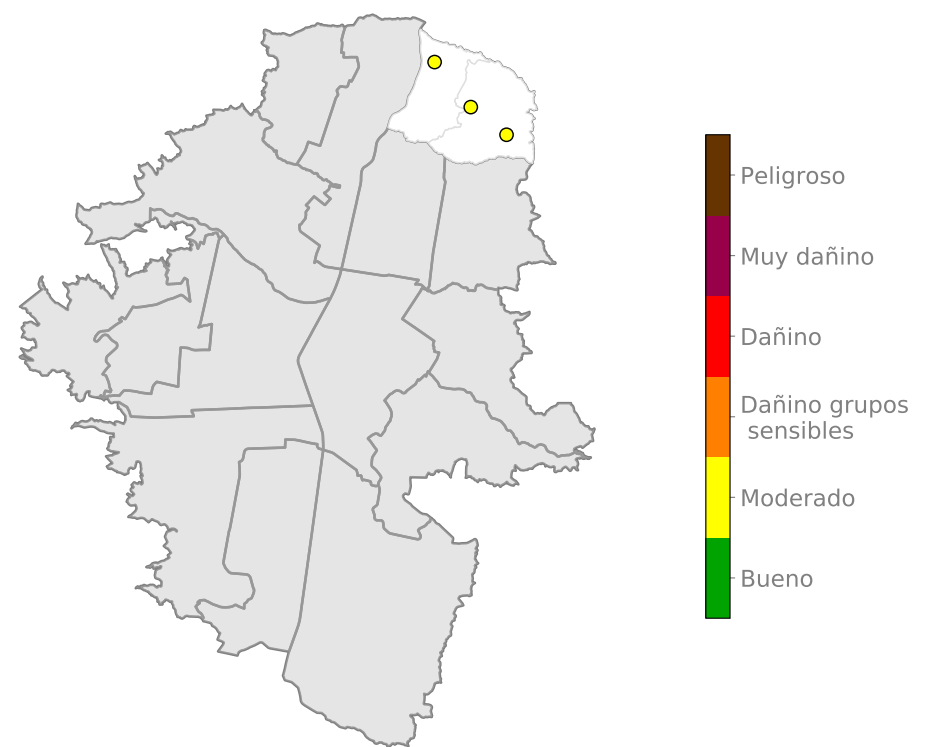 Peligroso
Muy dañino
Dañino
Dañino grupos
sensibles
Moderado
Bueno